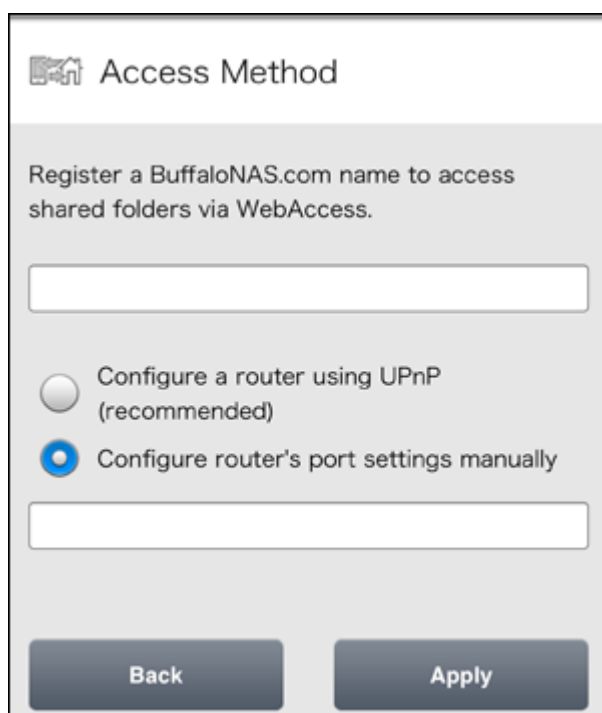 Access Method
Register a BuffaloNAS.com name to access
shared folders via WebAccess.
Configure a router using UPnP
(recommended)
Configure router's port settings manually
Back
Apply